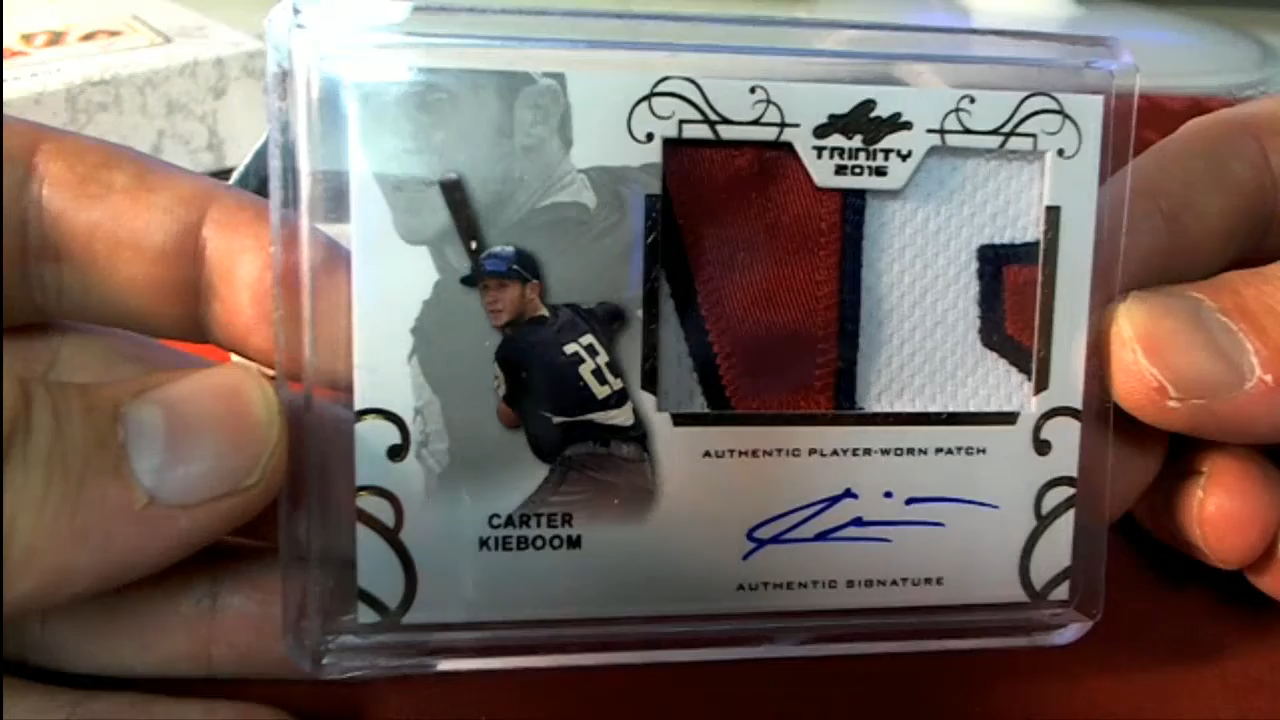 Leaf
TRINITY
2016
22
AUTHENTIC PLAYER-WORN PATCH
CARTER
KIEBOOM
AUTHENTIC SIGNATURE